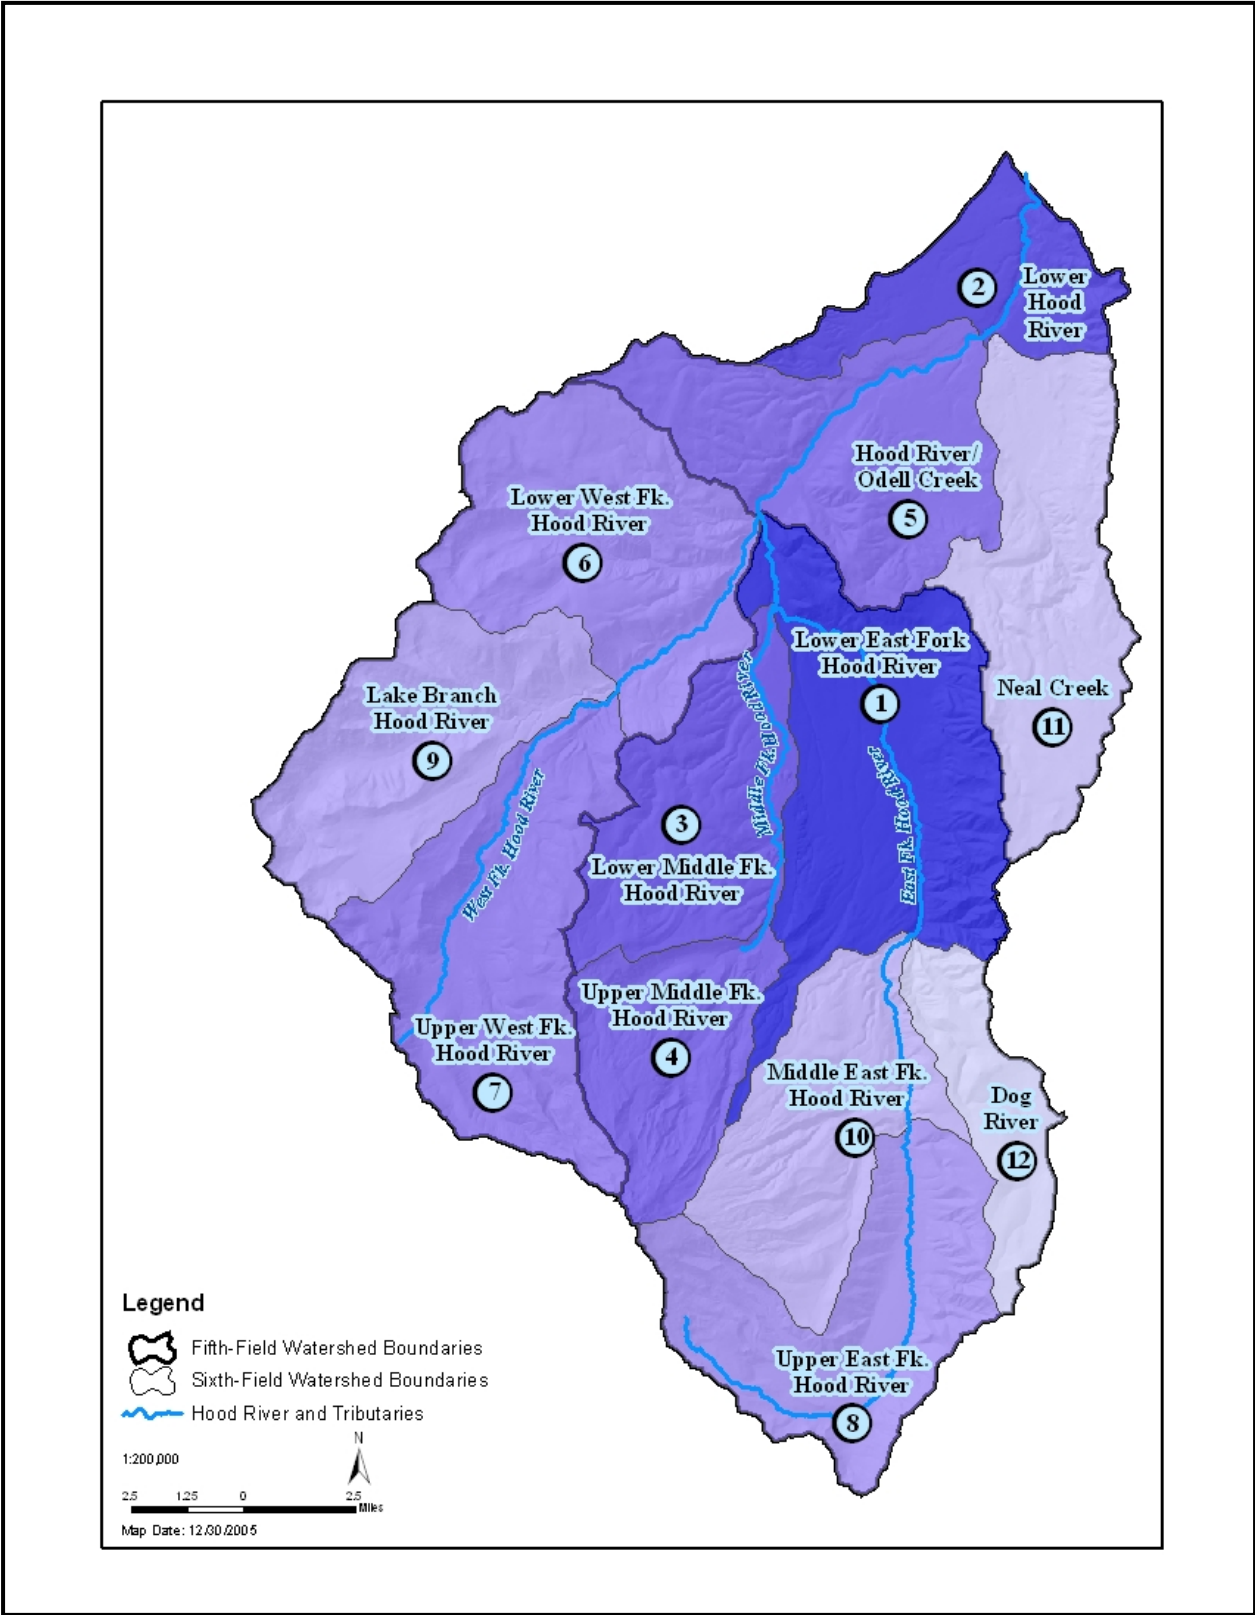 2
Lower
Hood
River
Hood River/
Odell Creek
5
Lower West Fk.
Hood River
6
Lower East Fork
Hood River
1
Neal Creek
11
Lake Branch
Hood River
9
Middle Fk. Hood River
East Fk. Hood River
West Fk. Hood River
3
Lower Middle Fk.
Hood River
Upper Middle Fk.
Hood River
4
Upper West Fk.
Hood River
7
Middle East Fk.
Hood River
10
Dog
River
12
Upper East Fk.
Hood River
8
Legend
Fifth-Field Watershed Boundaries
Sixth-Field Watershed Boundaries
Hood River and Tributaries
N
1:200,000
2.5 1.25 0 2.5
Miles
Map Date: 12/30/2005